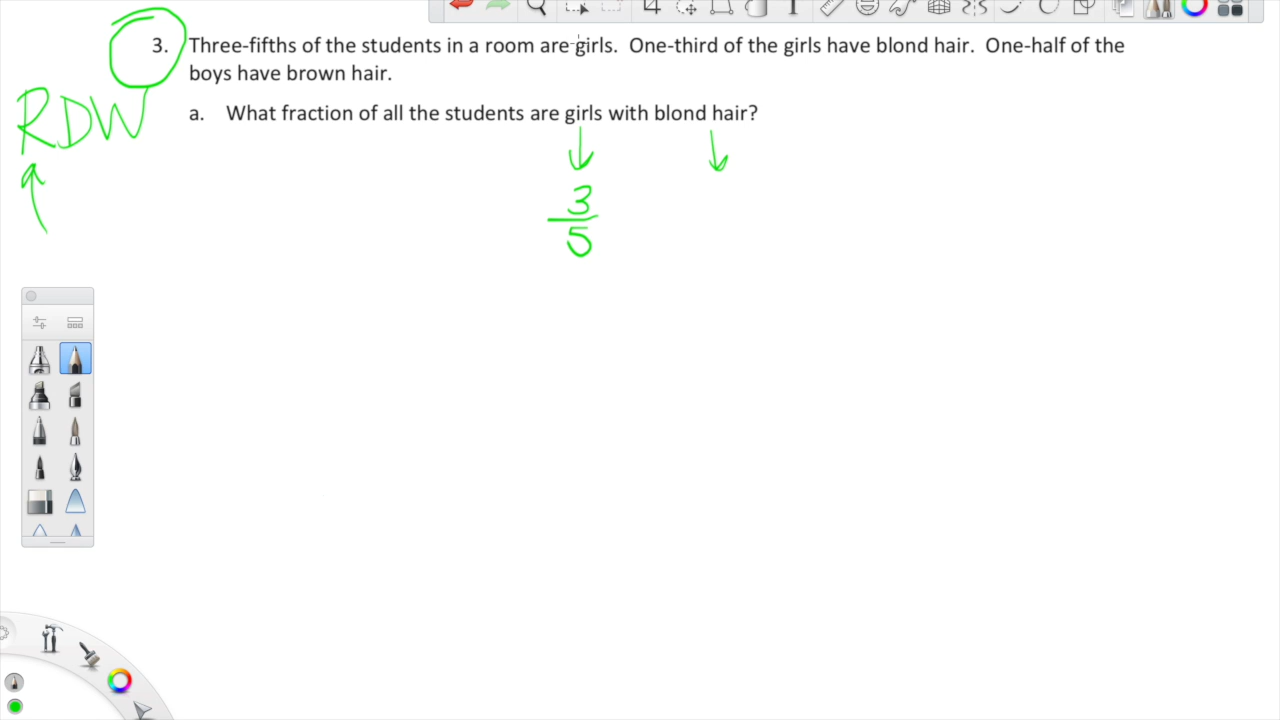 3. Three-fifths of the students in a room are girls. One-third of the girls have blond hair. One-half of the
boys have brown hair.
RDW
a. What fraction of all the students are girls with blond hair?
3
5